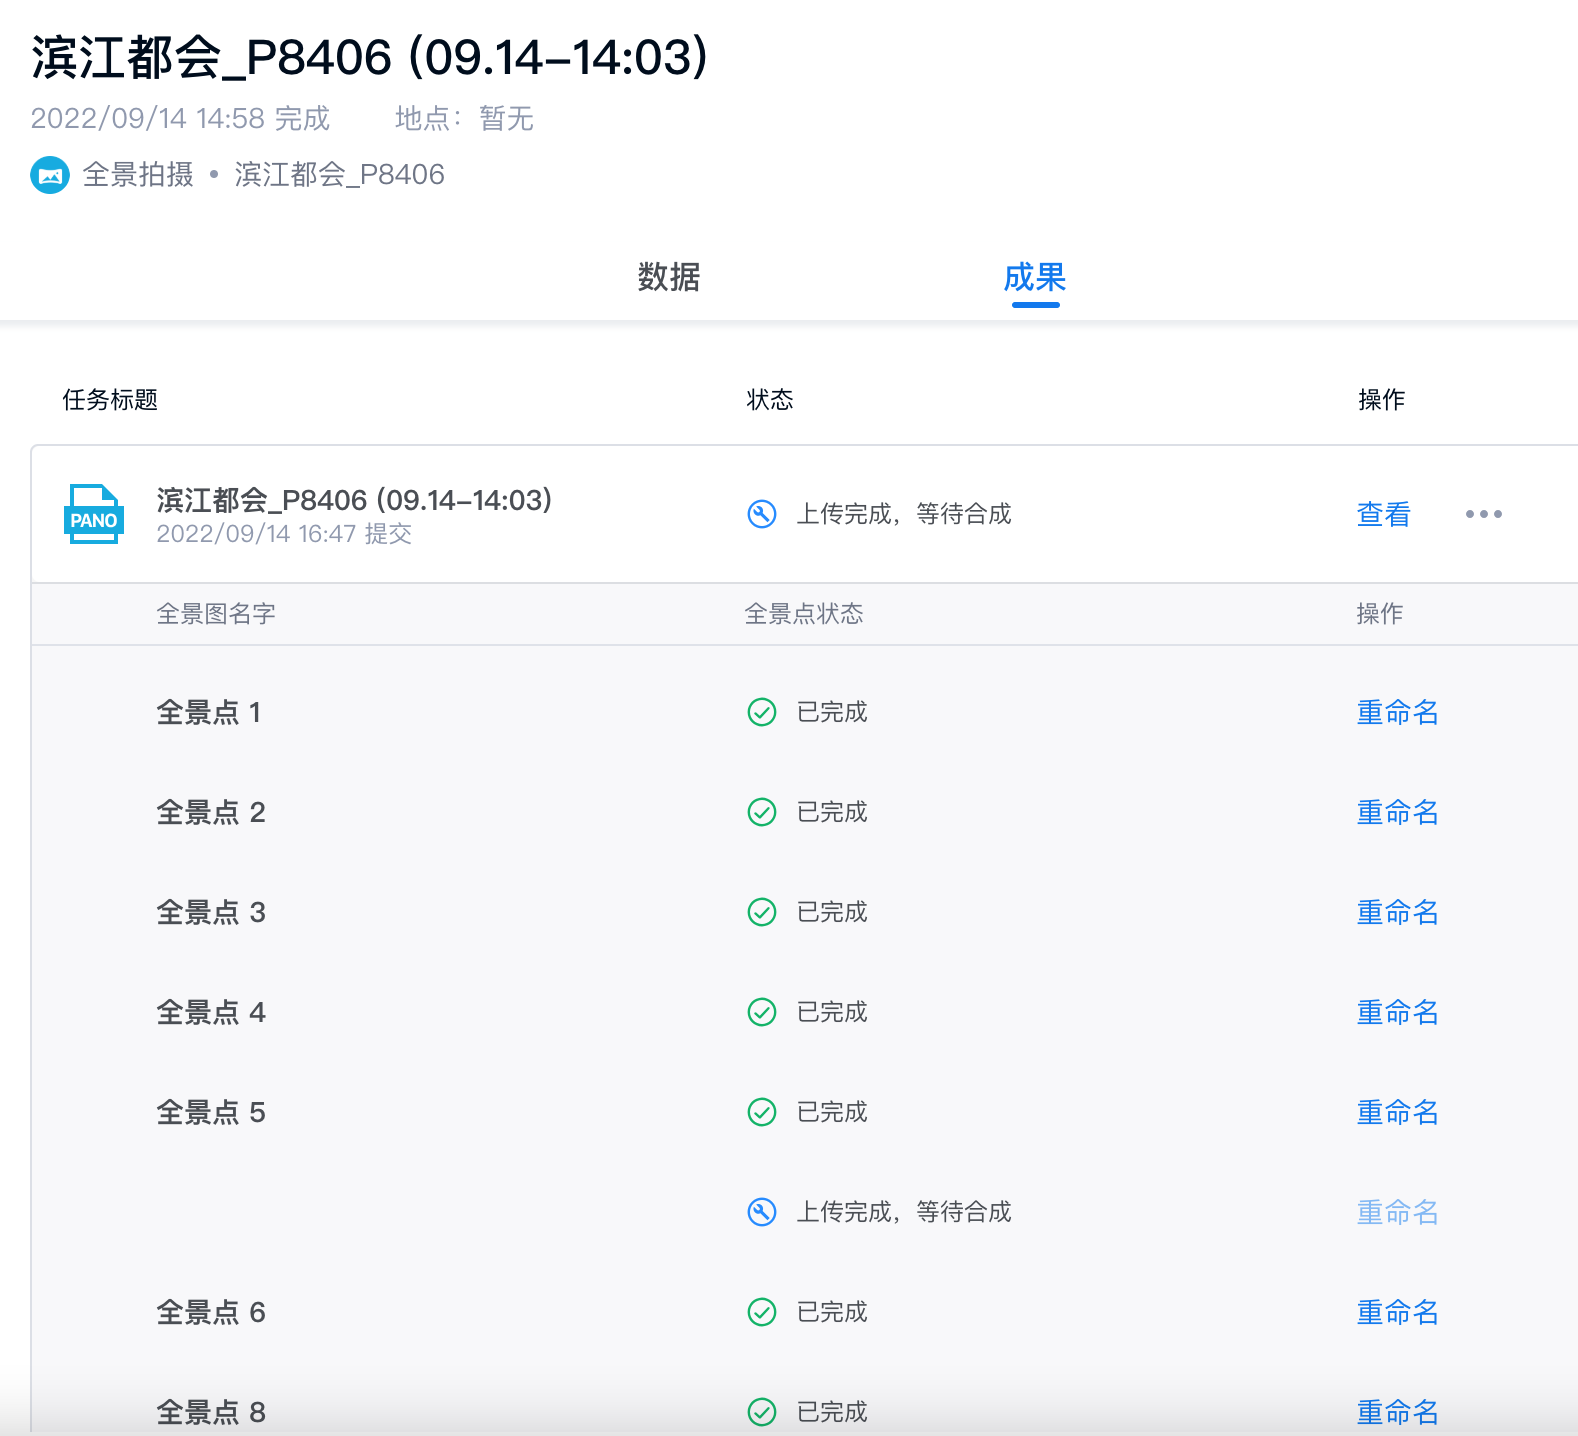 滨江都会_P8406 (09.14-14:03)
2022/09/14 14:58 完成 地点：暂无
全景拍摄 • 滨江都会_P8406
数据 成果
任务标题 状态 操作
滨江都会_P8406 (09.14-14:03)
PANO 上传完成，等待合成 查看 •••
2022/09/14 16:47 提交
全景图名字 全景点状态 操作
全景点 1 已完成 重命名
全景点 2 已完成 重命名
全景点 3 已完成 重命名
全景点 4 已完成 重命名
全景点 5 已完成 重命名
上传完成，等待合成 重命名
全景点 6 已完成 重命名
全景点 8 已完成 重命名